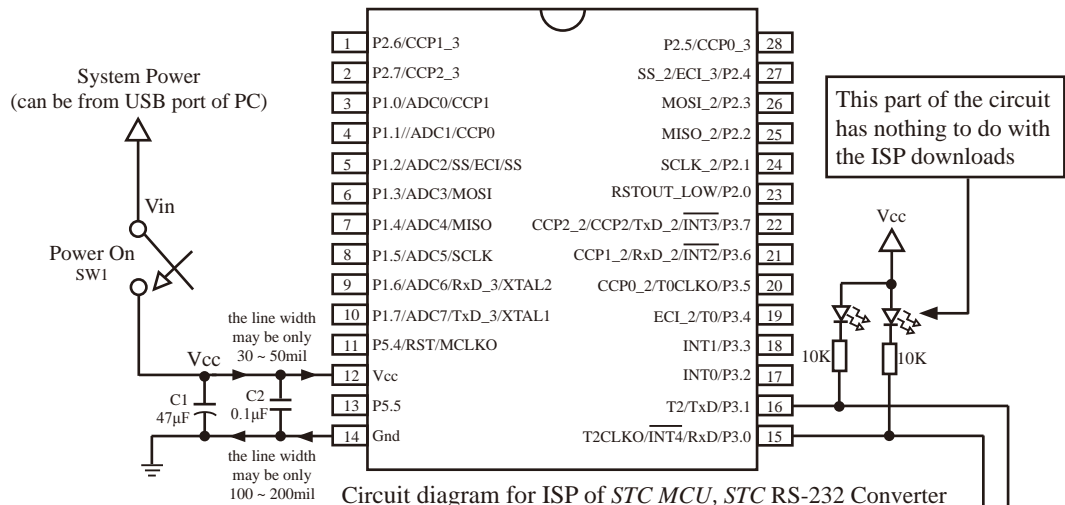 System Power
(can be from USB port of PC)
Vin
Power On
SW1
the line width
may be only
30 ~ 50mil
Vcc
C1
47µF
C2
0.1µF
the line width
may be only
100 ~ 200mil
1 P2.6/CCP1_3
2 P2.7/CCP2_3
3 P1.0/ADC0/CCP1
4 P1.1//ADC1/CCP0
5 P1.2/ADC2/SS/ECI/SS
6 P1.3/ADC3/MOSI
7 P1.4/ADC4/MISO
8 P1.5/ADC5/SCLK
9 P1.6/ADC6/RxD_3/XTAL2
10 P1.7/ADC7/TxD_3/XTAL1
11 P5.4/RST/MCLKO
12 Vcc
13 P5.5
14 Gnd
P2.5/CCP0_3 28
SS_2/ECI_3/P2.4 27
MOSI_2/P2.3 26
MISO_2/P2.2 25
SCLK_2/P2.1 24
RSTOUT_LOW/P2.0 23
CCP2_2/CCP2/TxD_2/INT3/P3.7 22
CCP1_2/RxD_2/INT2/P3.6 21
CCP0_2/T0CLKO/P3.5 20
ECI_2/T0/P3.4 19
INT1/P3.3 18
INT0/P3.2 17
T2/TxD/P3.1 16
T2CLKO/INT4/RxD/P3.0 15
This part of the circuit
has nothing to do with
the ISP downloads
Vcc
10K
10K
Circuit diagram for ISP of STC MCU, STC RS-232 Converter